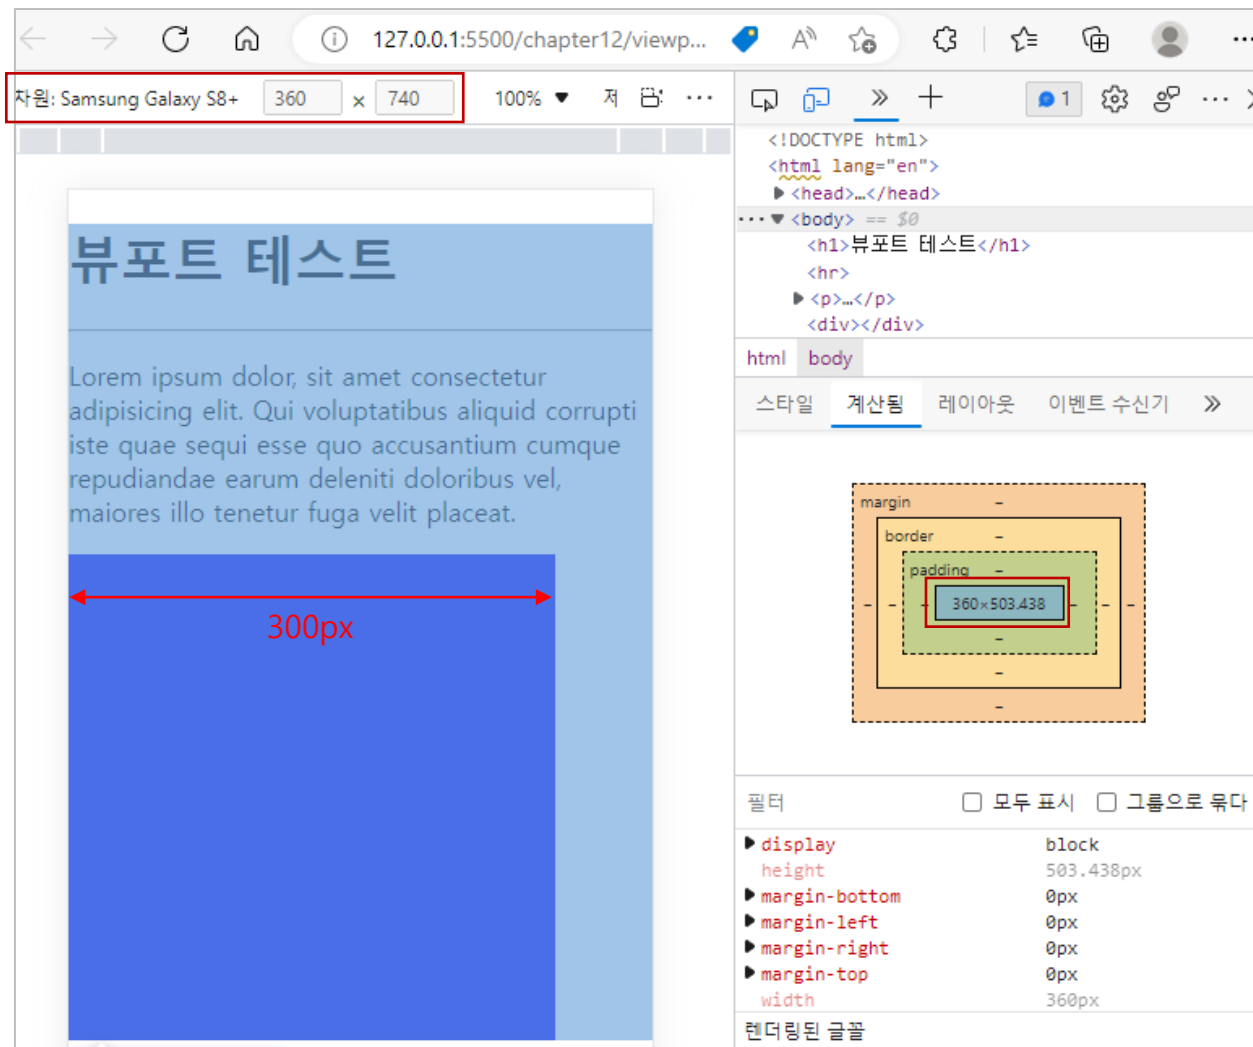 127.0.0.1:5500/chapter12/viewp...
자원: Samsung Galaxy S8+ 360 × 740 100% ▼ 저
1
<!DOCTYPE html>
<html lang="en">
▶ <head>…</head>
··· ▼ <body> == $0
<h1>뷰포트 테스트</h1>
<hr>
▶ <p>…</p>
<div></div>
html body
스타일 계산됨 레이아웃 이벤트 수신기
뷰포트 테스트
Lorem ipsum dolor, sit amet consectetur
adipisicing elit. Qui voluptatibus aliquid corrupti
iste quae sequi esse quo accusantium cumque
repudiandae earum deleniti doloribus vel,
maiores illo tenetur fuga velit placeat.
300px
margin –
border –
padding –
– – – 360×503.438 – – –
–
–
–
필터 모두 표시 그룹으로 묶다
▶ display block
height 503.438px
▶ margin-bottom 0px
▶ margin-left 0px
▶ margin-right 0px
▶ margin-top 0px
width 360px
렌더링된 글꼴